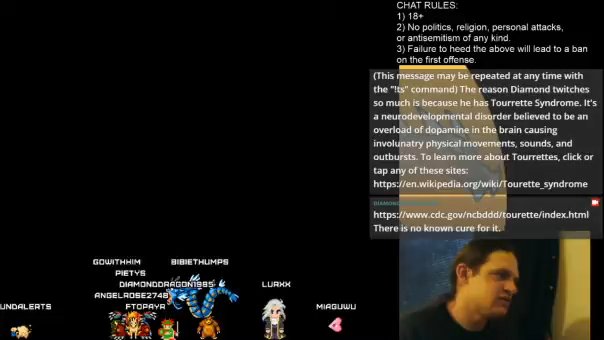 CHAT RULES:
1) 18+
2) No politics, religion, personal attacks,
or antisemitism of any kind.
3) Failure to heed the above will lead to a ban
on the first offense.
(This message may be repeated at any time with
the "!ts" command) The reason Diamond twitches
so much is because he has Tourrette Syndrome. It's
a neurodevelopmental disorder believed to be an
overload of dopamine in the brain causing
involunatry physical movements, sounds, and
outbursts. To learn more about Tourrettes, click or
tap any of these sites:
https://en.wikipedia.org/wiki/Tourette_syndrome
https://www.cdc.gov/ncbddd/tourette/index.html
There is no known cure for it.
GOWITHHIM
BIBIETHUMPS
PIETYS
DIAMONDDRAGON1985
LURXX
ANGELROSE2748
UNDALERTS
FTOPAYR
MIAGUWU